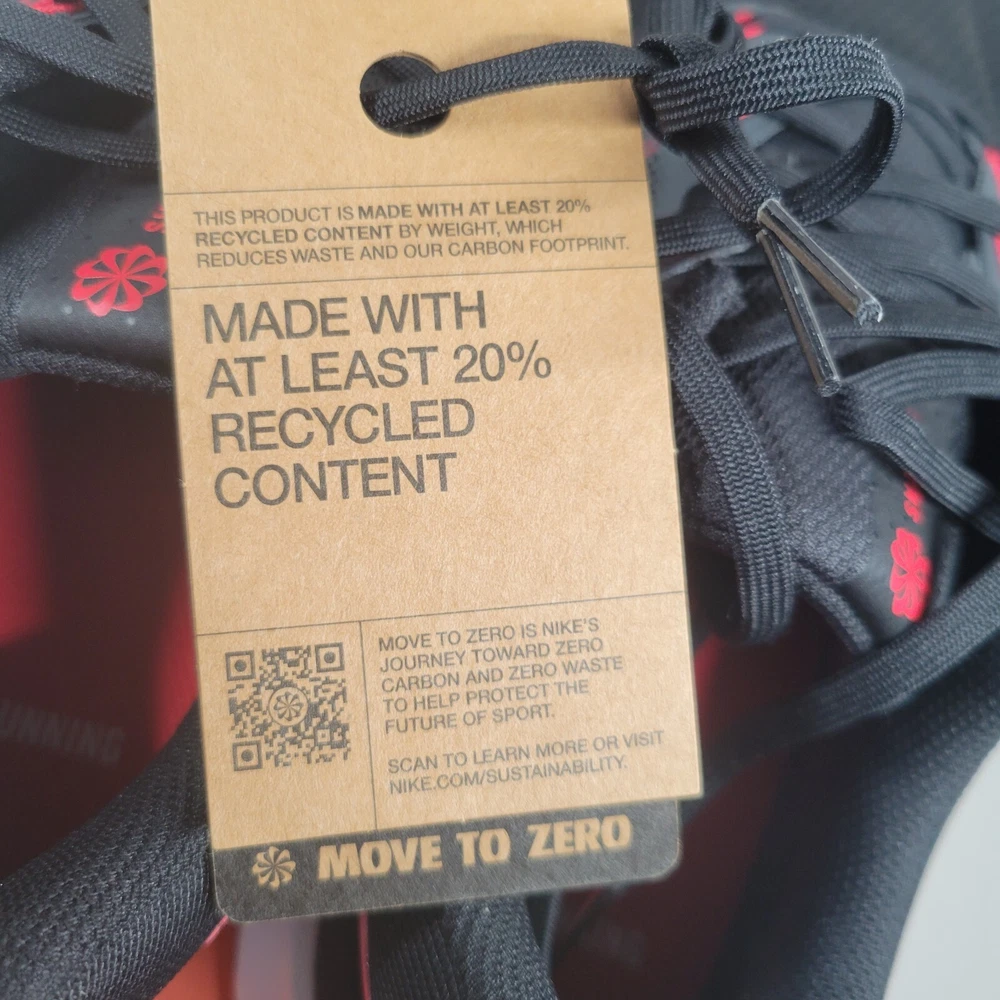 THIS PRODUCT IS MADE WITH AT LEAST 20%
RECYCLED CONTENT BY WEIGHT, WHICH
REDUCES WASTE AND OUR CARBON FOOTPRINT.
MADE WITH
AT LEAST 20%
RECYCLED
CONTENT
MOVE TO ZERO IS NIKE'S
JOURNEY TOWARD ZERO
CARBON AND ZERO WASTE
TO HELP PROTECT THE
FUTURE OF SPORT.
SCAN TO LEARN MORE OR VISIT
NIKE.COM/SUSTAINABILITY.
MOVE TO ZERO